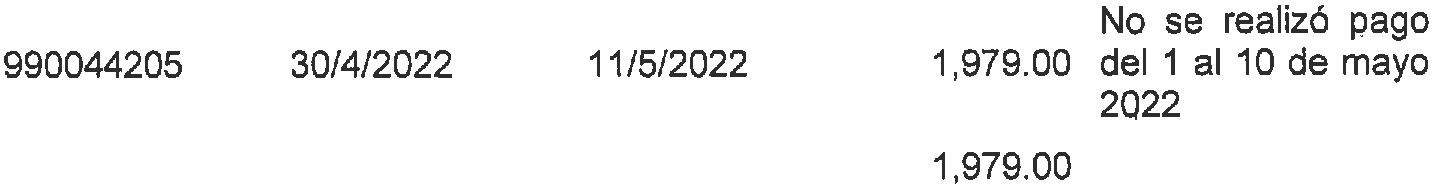 No se realizó pago
990044205 30/4/2022 11/5/2022 1,979.00 del 1 al 10 de mayo
2022
1,979.00